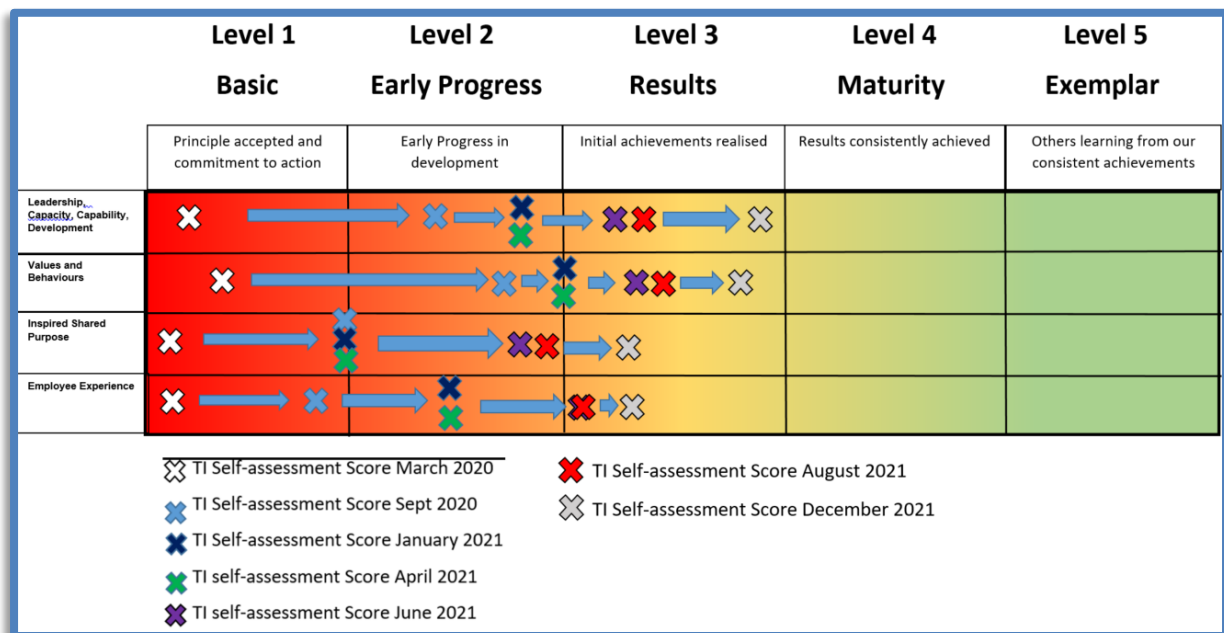 Level 1
Level 2
Level 3
Level 4
Level 5
Basic
Early Progress
Results
Maturity
Exemplar
Principle accepted and
commitment to action
Early Progress in
development
Initial achievements realised
Results consistently achieved
Others learning from our
consistent achievements
Leadership,
Capacity, Capability,
Development
Values and
Behaviours
Inspired Shared
Purpose
Employee Experience
TI Self-assessment Score March 2020
TI Self-assessment Score Sept 2020
TI Self-assessment Score January 2021
TI self-assessment Score April 2021
TI self-assessment Score June 2021
TI Self-assessment Score August 2021
TI Self-assessment Score December 2021